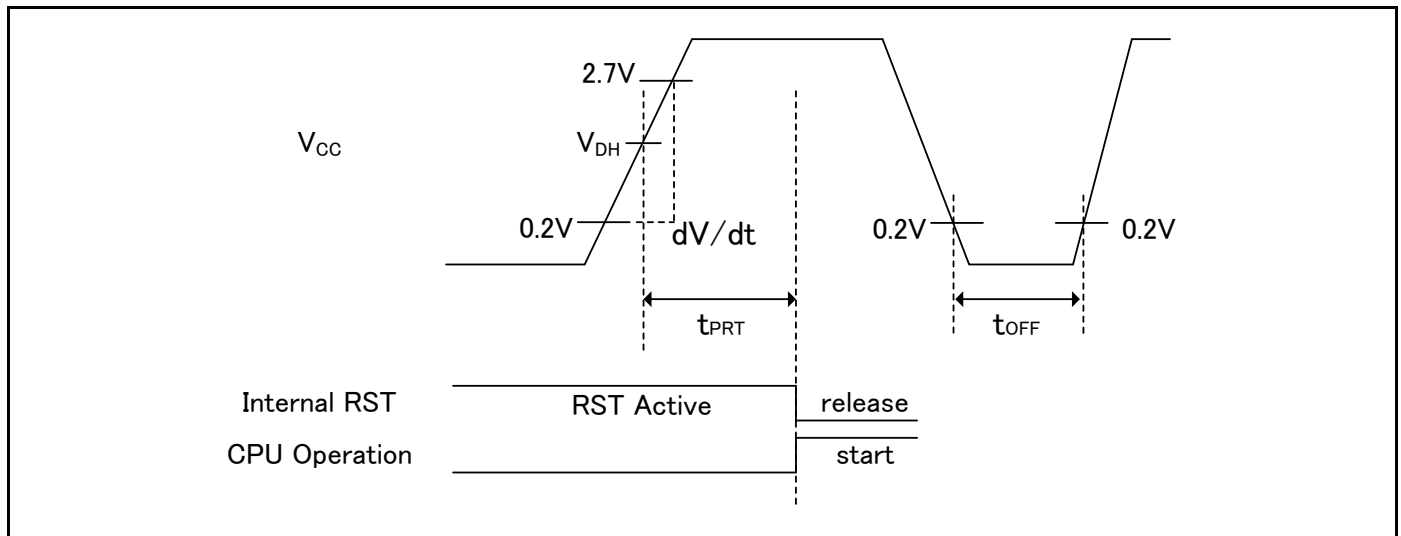 2.7V
VCC
VDH
0.2V
dV/dt
0.2V
0.2V
tPRT
tOFF
Internal RST
RST Active
release
CPU Operation
start